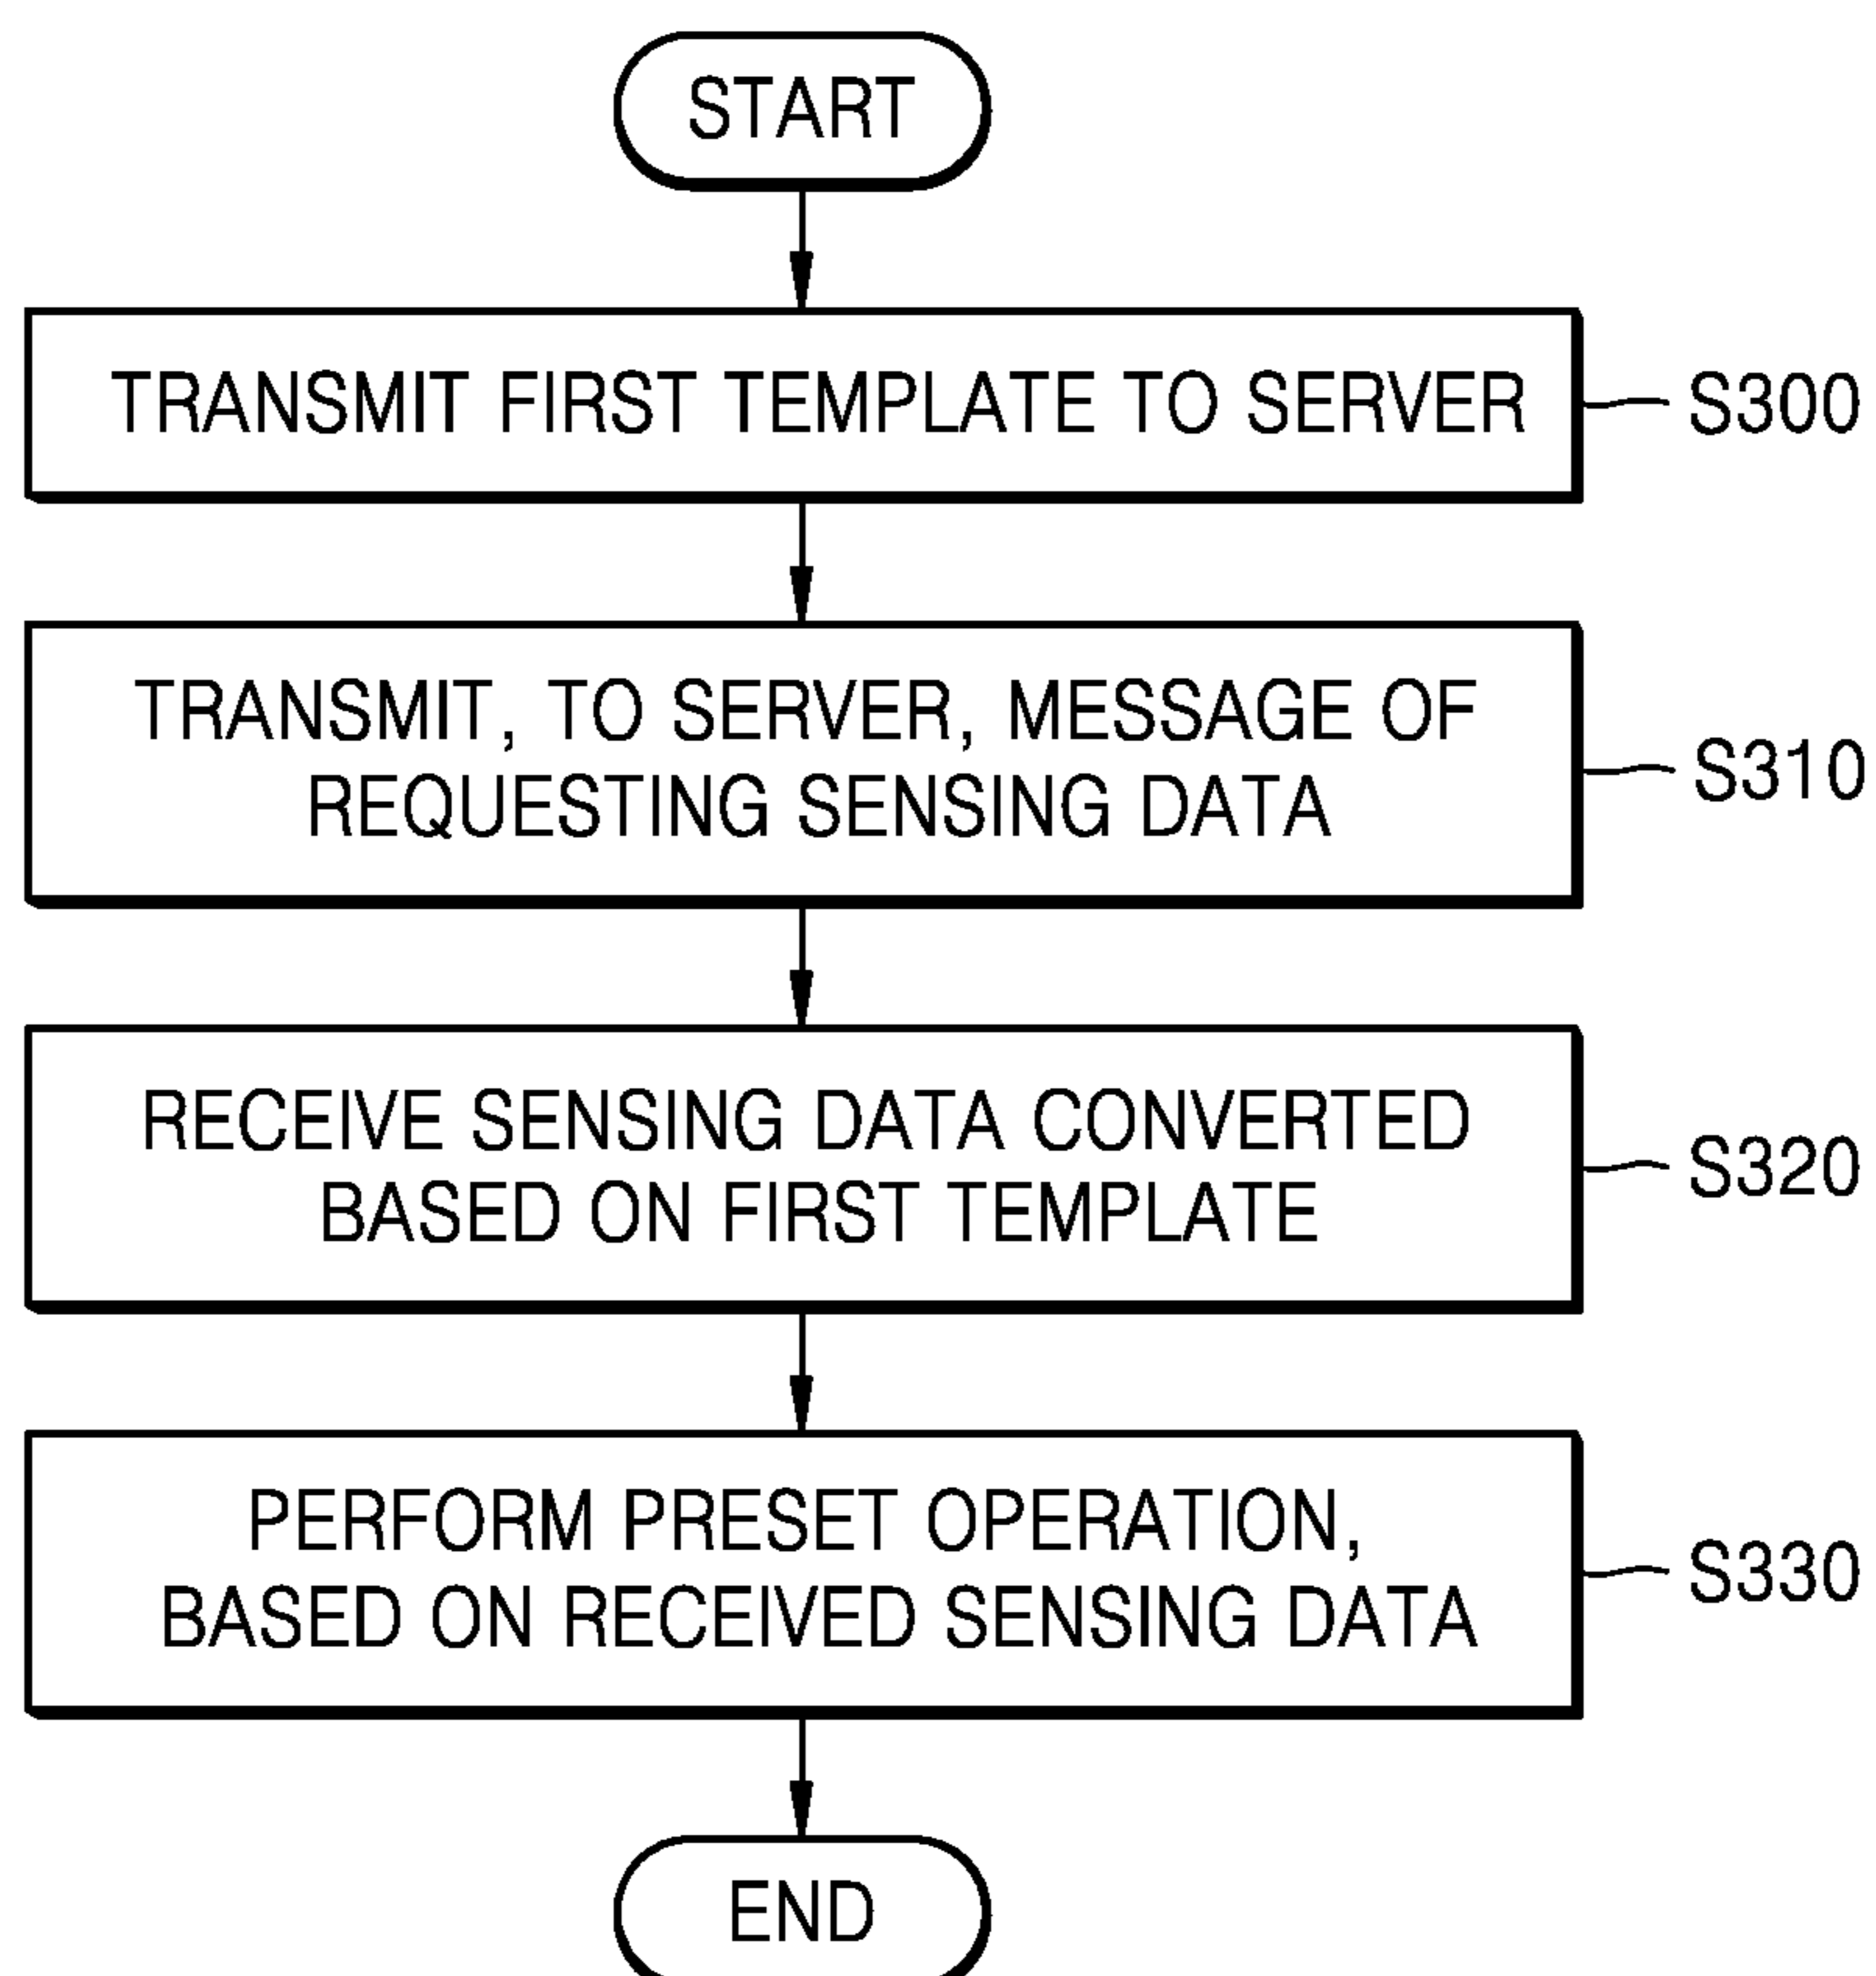 START
TRANSMIT FIRST TEMPLATE TO SERVER
S300
TRANSMIT, TO SERVER, MESSAGE OF
REQUESTING SENSING DATA
S310
RECEIVE SENSING DATA CONVERTED
BASED ON FIRST TEMPLATE
S320
PERFORM PRESET OPERATION,
BASED ON RECEIVED SENSING DATA
S330
END